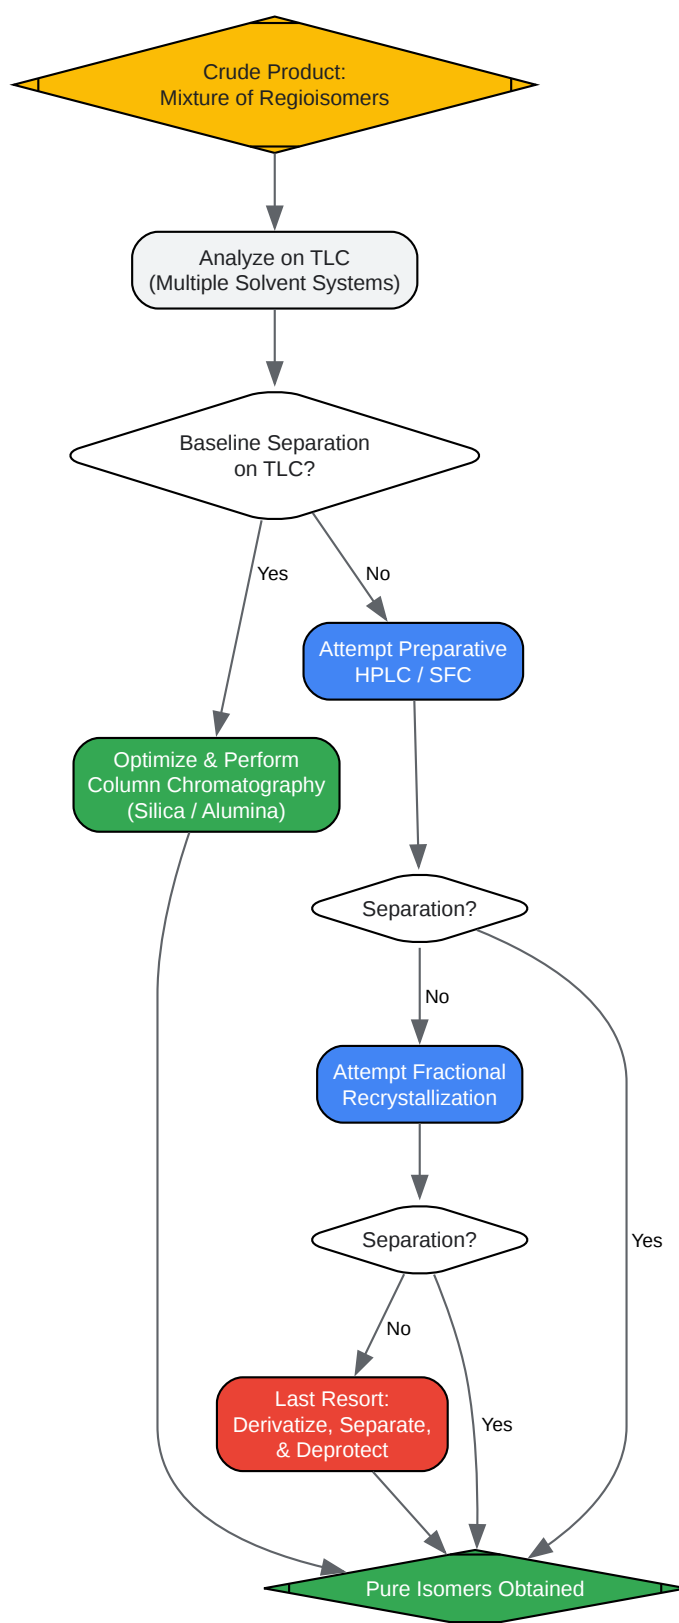 Crude Product:
Mixture of Regioisomers
Analyze on TLC
(Multiple Solvent Systems)
Baseline Separation
on TLC?
Yes
No
Attempt Preparative
HPLC / SFC
Optimize & Perform
Column Chromatography
(Silica / Alumina)
Separation?
No
Attempt Fractional
Recrystallization
Separation?
Yes
No
Last Resort:
Derivatize, Separate,
& Deprotect
Yes
Pure Isomers Obtained